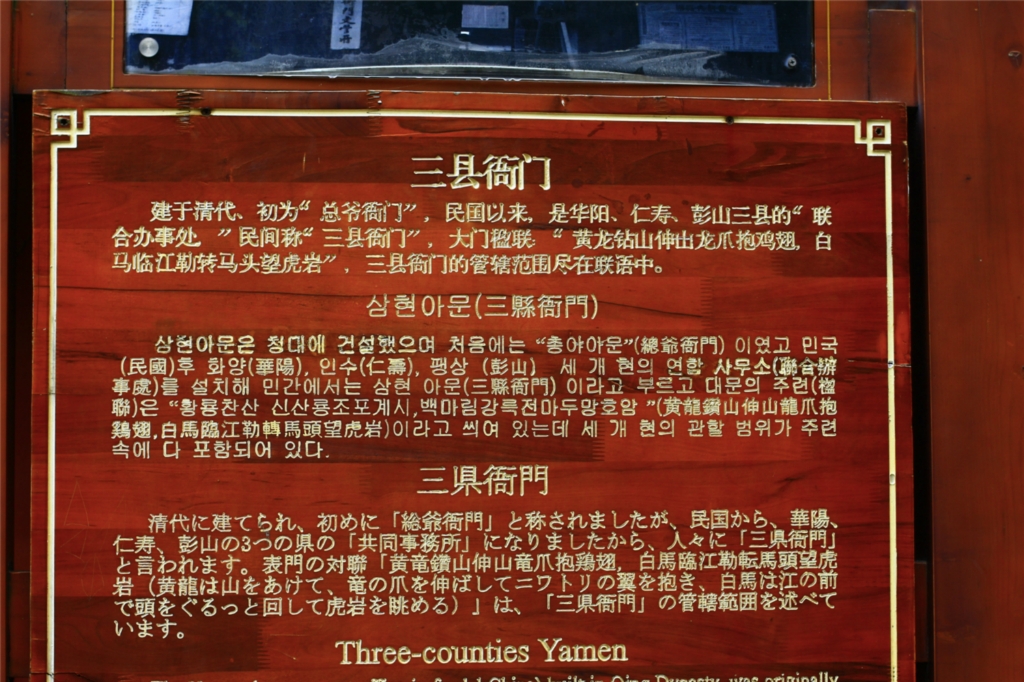 三县衙门
建于清代、初为“总爷衙门”，民国以来，是华阳、仁寿、彭山三县的“联
合办事处，”民间称“三县衙门”，大门楹联：“黄龙钻山伸出龙爪抱鸡翅，白
马临江勒转马头望虎岩”，三县衙门的管辖范围尽在联语中。
삼현아문(三縣衙門)
삼현아문은 청대에 건설했으며 처음에는 “총야아문”(總爺衙門) 이였고 민국
(民國)후 화양(華陽), 인수(仁壽), 펑상 (彭山) 세 개 현의 연합 사무소(聯合辦
事處)를 설치해 민간에서는 삼현 아문(三縣衙門) 이라고 부르고 대문의 주련(楹
聯)은 “황룡찬산 신산룡조포계시,백마림강륵전마두망호암 ”(黄龍鑽山伸山龍爪抱
鶏翅,白馬臨江勒轉馬頭望虎岩)이라고 씌여 있는데 세 개 현의 관할 범위가 주련
속에 다 포함되어 있다.
三県衙門
清代に建てられ、初めに「総爺衙門」と称されましたが、民国から、華陽、
仁寿、彭山の3つの県の「共同事務所」になりましたから、人々に「三県衙門」
と言われます。表門の対聯「黄竜鑽山伸山竜爪抱鶏翅，白馬臨江勒転馬頭望虎
岩（黄龍は山をあけて、竜の爪を伸ばしてニワトリの翼を抱き、白馬は江の前
で頭をぐるっと回して虎岩を眺める）」は、「三県衙門」の管轄範囲を述べて
います。
Three-counties Yamen
built in Qing Dynasty, was originally